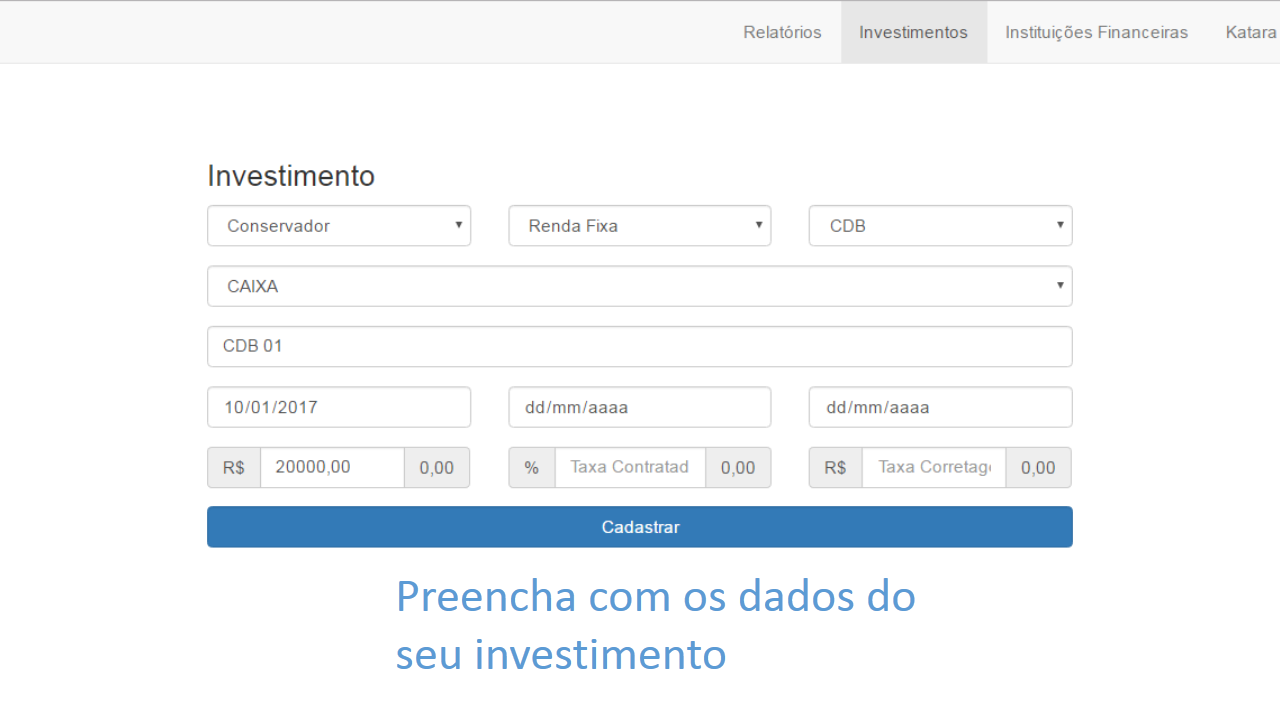 Relatórios Investimentos Instituições Financeiras Katara
Investimento
Conservador Renda Fixa CDB
CAIXA
CDB 01
10/01/2017 dd/mm/aaaa dd/mm/aaaa
R$ 20000,00 0,00 % Taxa Contratad 0,00 R$ Taxa Corretag 0,00
Cadastrar
Preencha com os dados do
seu investimento